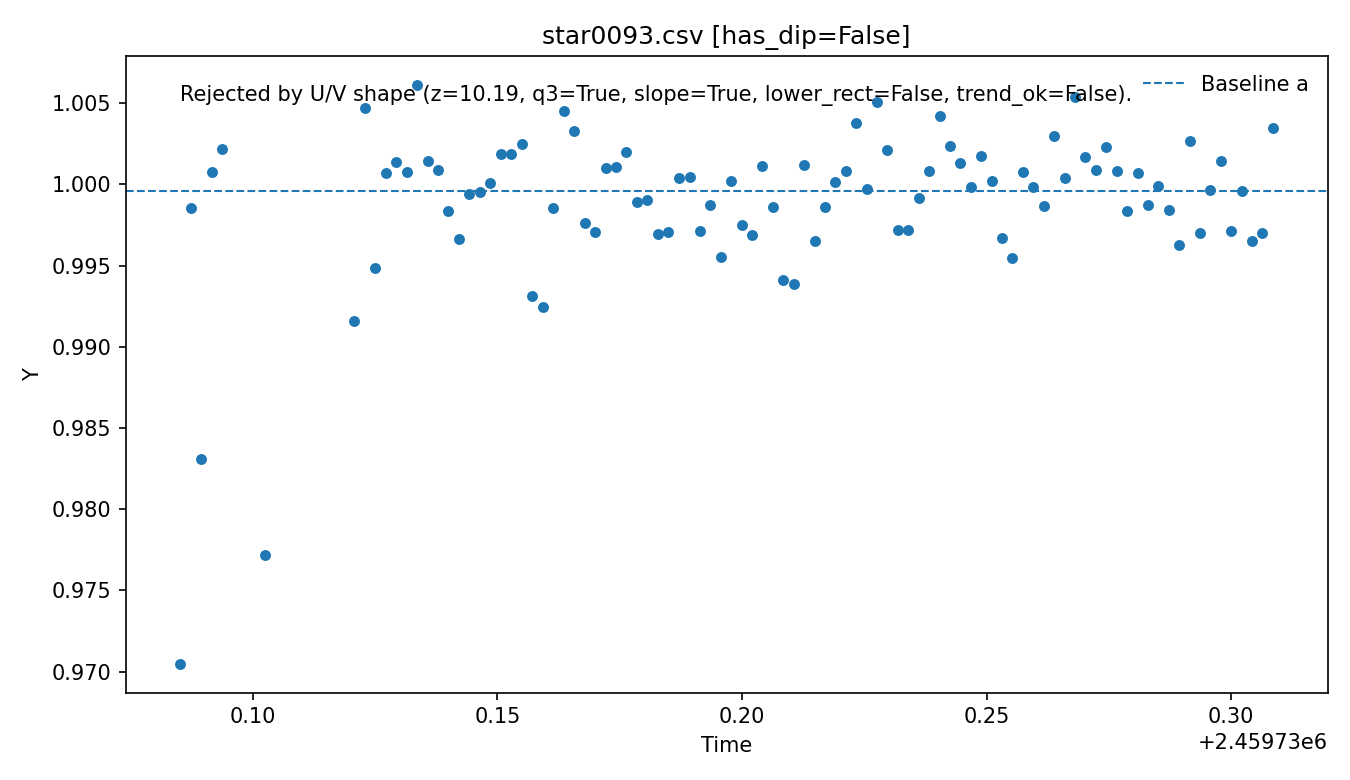 star0093.csv [has_dip=False]
Rejected by U/V shape (z=10.19, q3=True, slope=True, lower_rect=False, trend_ok=False).
Baseline a
1.005
1.000
0.995
0.990
0.985
0.980
0.975
0.970
Y
0.10 0.15 0.20 0.25 0.30
Time
+2.45973e6